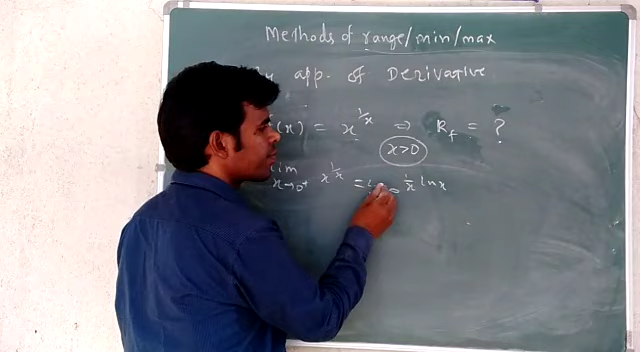 Methods of range/min/max
app. of Derivative
(x) = x^{1/x} ⇒ R_f = ?
x>0
lim x→0⁺ x^{1/x} = e^{1/x ln x}